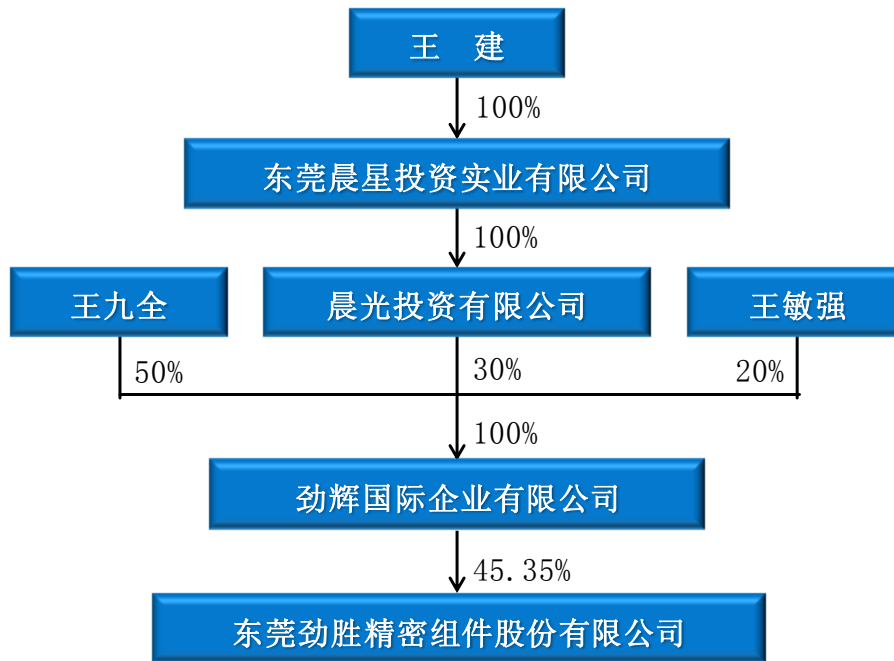 王 建
100%
东莞晨星投资实业有限公司
100%
王九全
晨光投资有限公司
王敏强
50%
30%
20%
100%
劲辉国际企业有限公司
45.35%
东莞劲胜精密组件股份有限公司